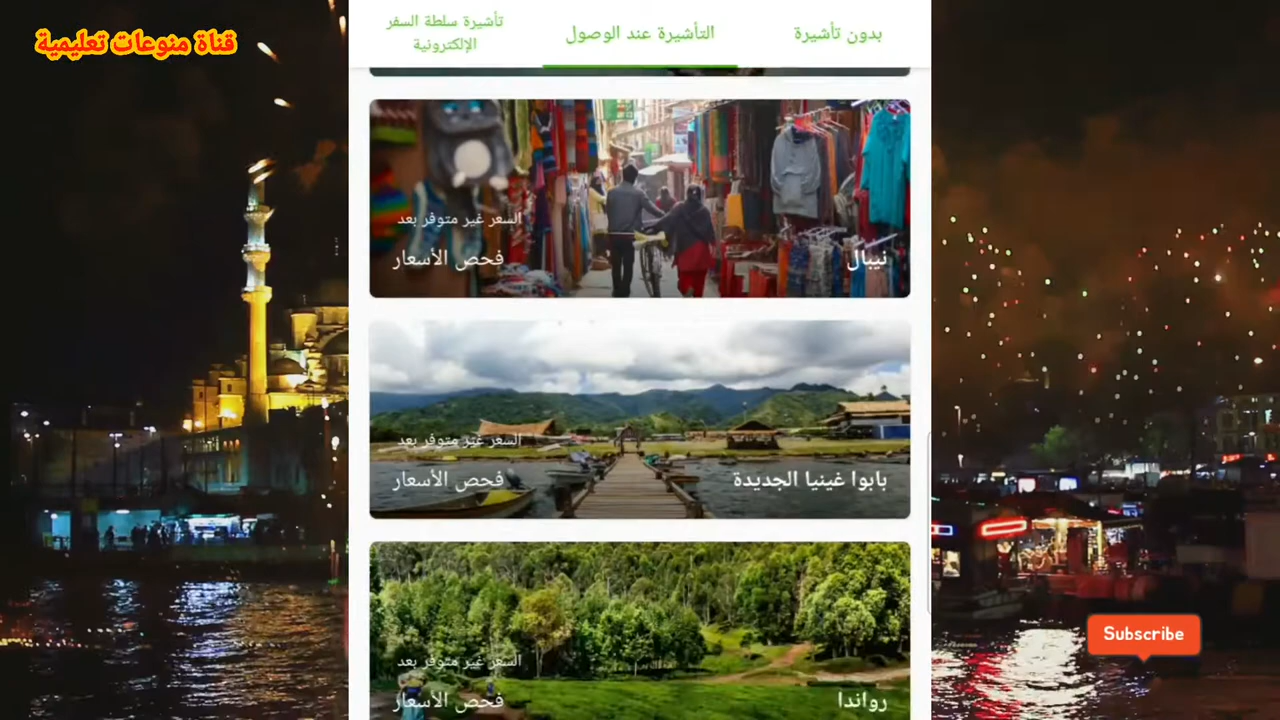 قناة منوعات تعليمية
بدون تأشيرة
التأشيرة عند الوصول
تأشيرة سلطة السفر
الإلكترونية
السعر غير متوفر بعد
نيبال
فحص الأسعار
السعر غير متوفر بعد
بابوا غينيا الجديدة
فحص الأسعار
السعر غير متوفر بعد
رواندا
فحص الأسعار
Subscribe